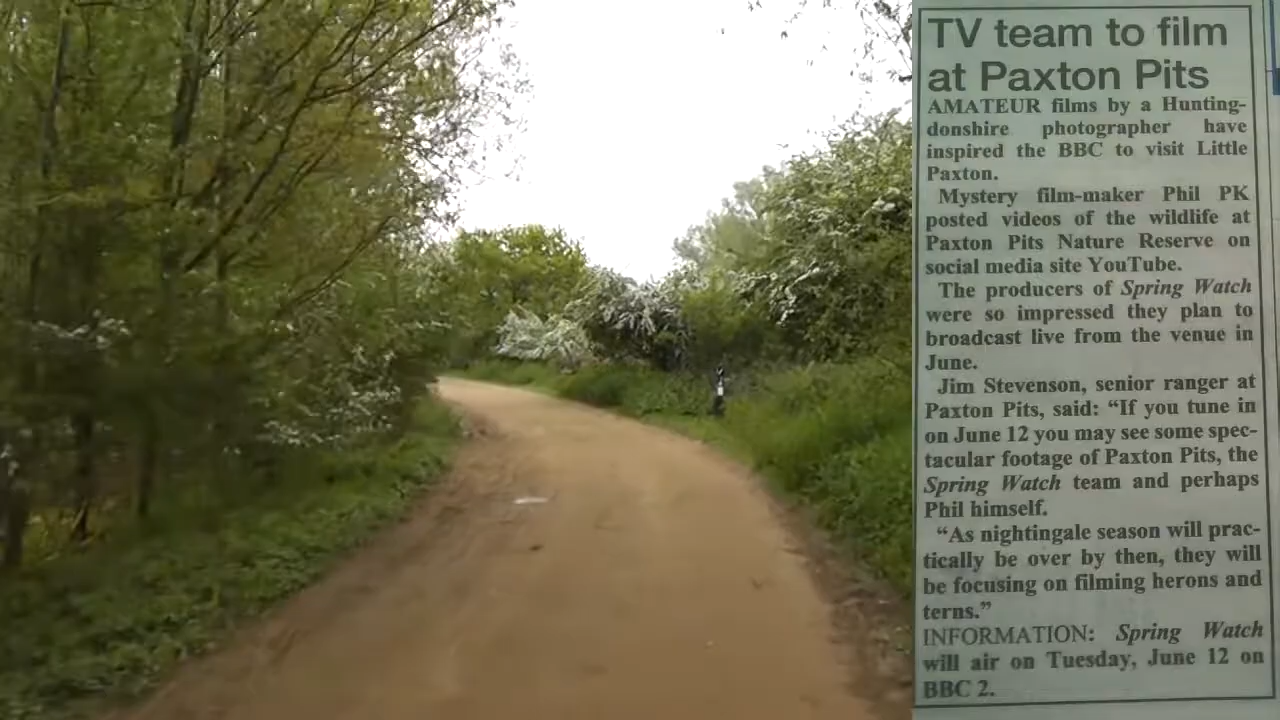 TV team to film
at Paxton Pits
AMATEUR films by a Hunting-
donshire photographer have
inspired the BBC to visit Little
Paxton.
Mystery film-maker Phil PK
posted videos of the wildlife at
Paxton Pits Nature Reserve on
social media site YouTube.
The producers of Spring Watch
were so impressed they plan to
broadcast live from the venue in
June.
Jim Stevenson, senior ranger at
Paxton Pits, said: “If you tune in
on June 12 you may see some spec-
tacular footage of Paxton Pits, the
Spring Watch team and perhaps
Phil himself.
“As nightingale season will prac-
tically be over by then, they will
be focusing on filming herons and
terns.”
INFORMATION: Spring Watch
will air on Tuesday, June 12 on
BBC 2.